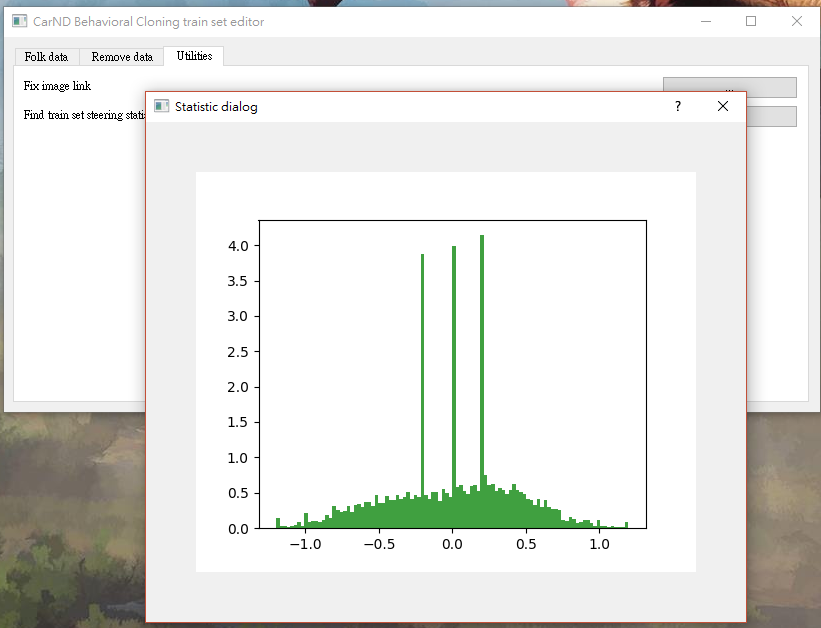 CarND Behavioral Cloning train set editor
Folk data
Remove data
Utilities
Fix image link
...
Find train set steering
Statistic dialog
?
4.0
3.5
3.0
2.5
2.0
1.5
1.0
0.5
0.0
−1.0
−0.5
0.0
0.5
1.0